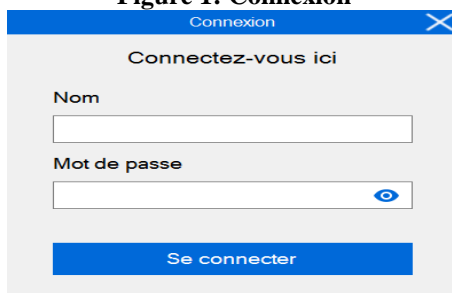 Figure 1: Connexion
Connexion
Connectez-vous ici
Nom
Mot de passe
Se connecter